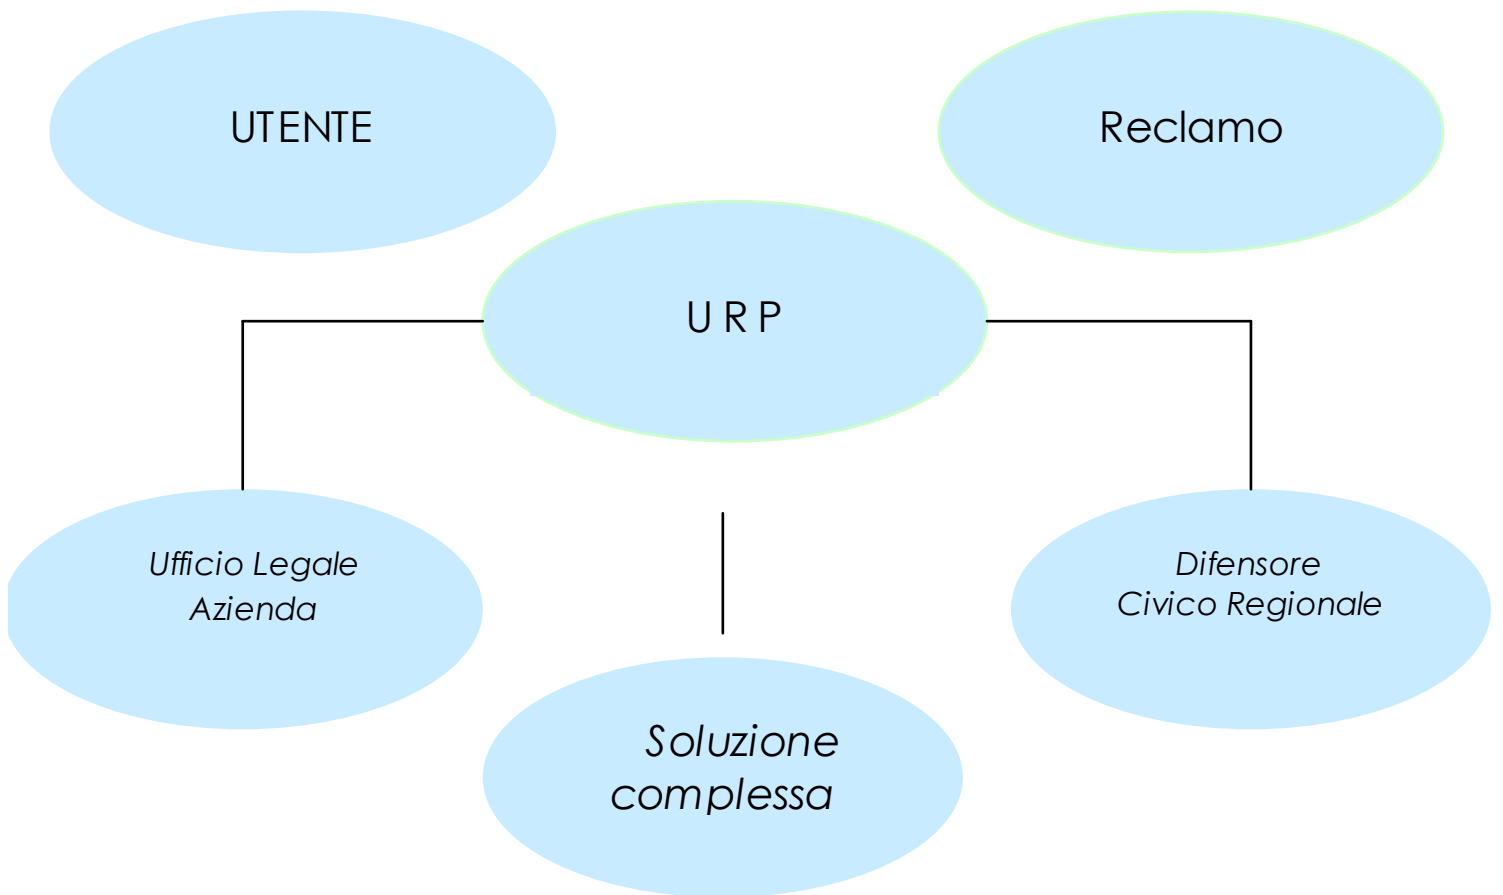 UTENTE
Reclamo
U R P
Ufficio Legale
Azienda
Difensore
Civico Regionale
Soluzione
complessa